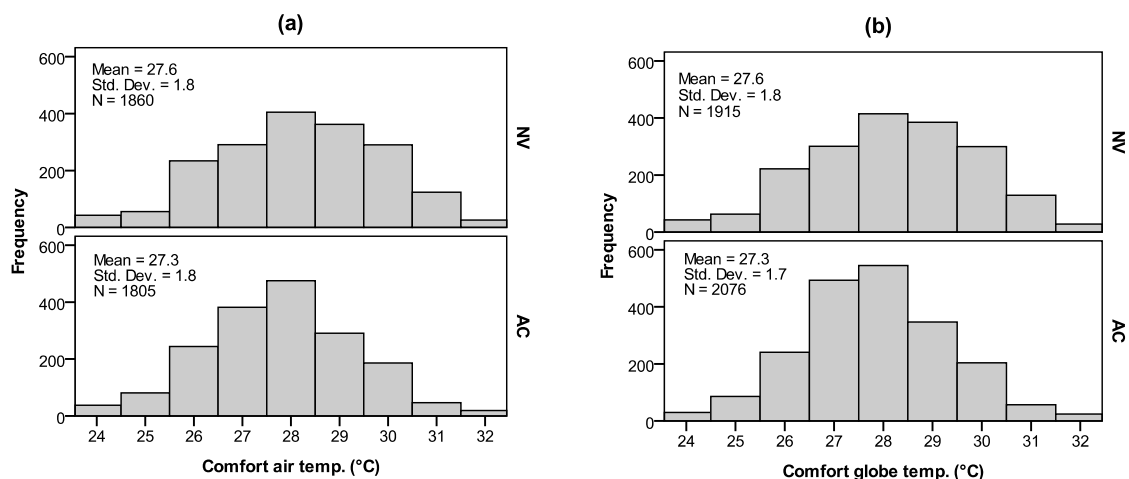 (a)
600
400
200
0
Mean = 27.6
Std. Dev. = 1.8
N = 1860
NV
Frequency
600
400
200
0
Mean = 27.3
Std. Dev. = 1.8
N = 1805
AC
24 25 26 27 28 29 30 31 32
Comfort air temp. (°C)
(b)
600
400
200
0
Mean = 27.6
Std. Dev. = 1.8
N = 1915
NV
Frequency
600
400
200
0
Mean = 27.3
Std. Dev. = 1.7
N = 2076
AC
24 25 26 27 28 29 30 31 32
Comfort globe temp. (°C)